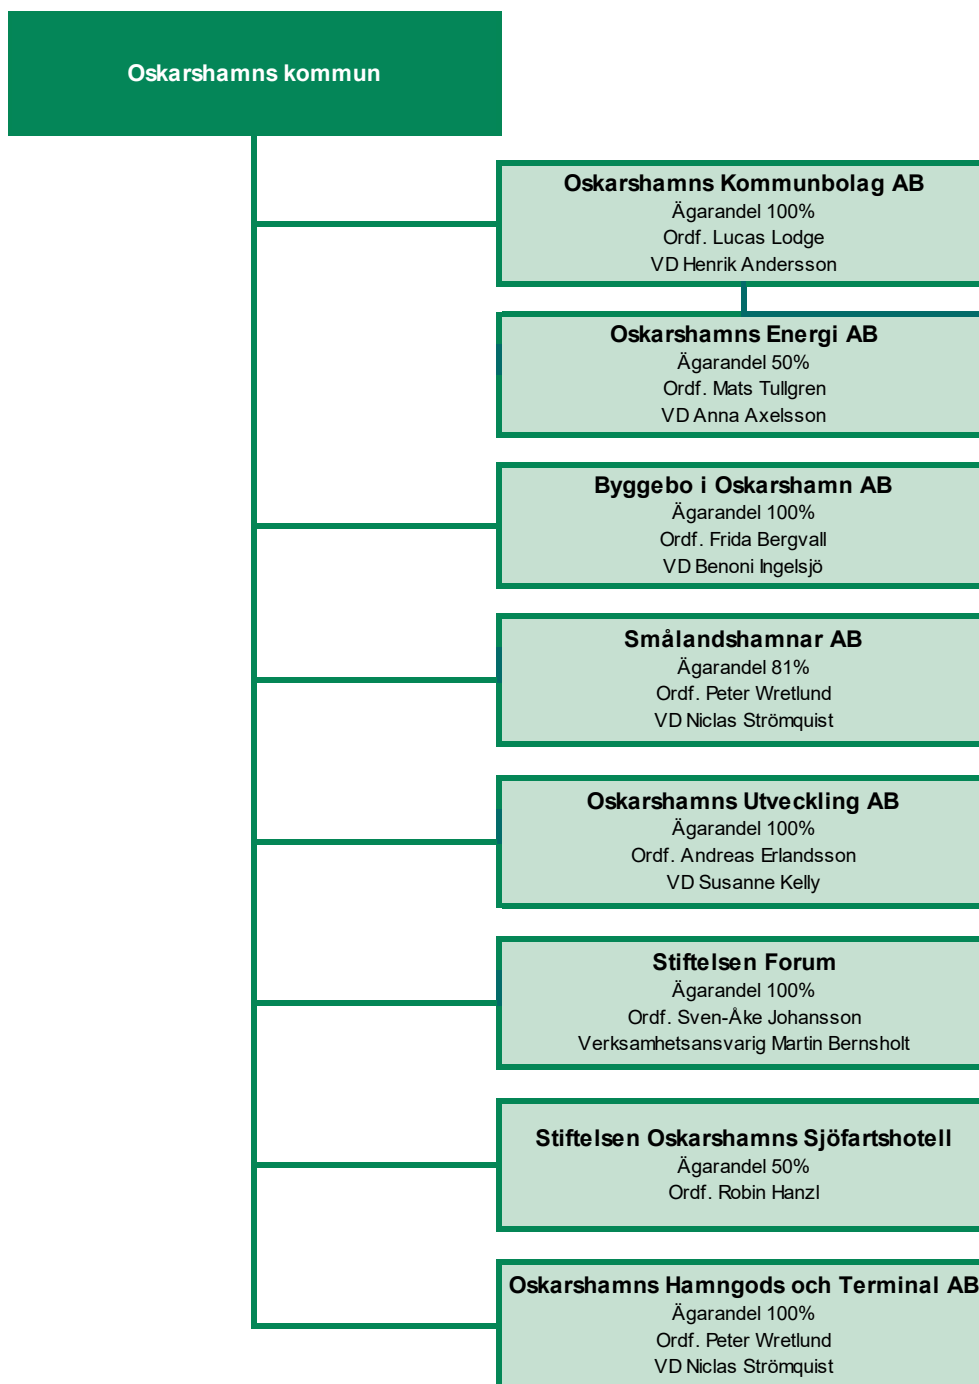 Oskarshamns kommun
Oskarshamns Kommunbolag AB
Ägarandel 100%
Ordf. Lucas Lodge
VD Henrik Andersson
Oskarshamns Energi AB
Ägarandel 50%
Ordf. Mats Tullgren
VD Anna Axelsson
Byggebo i Oskarshamn AB
Ägarandel 100%
Ordf. Frida Bergvall
VD Benoni Ingelsjö
Smålandshamnar AB
Ägarandel 81%
Ordf. Peter Wretlund
VD Niclas Strömquist
Oskarshamns Utveckling AB
Ägarandel 100%
Ordf. Andreas Erlandsson
VD Susanne Kelly
Stiftelsen Forum
Ägarandel 100%
Ordf. Sven-Åke Johansson
Verksamhetsansvarig Martin Bernsholt
Stiftelsen Oskarshamns Sjöfartshotell
Ägarandel 50%
Ordf. Robin Hanzl
Oskarshamns Hamngods och Terminal AB
Ägarandel 100%
Ordf. Peter Wretlund
VD Niclas Strömquist